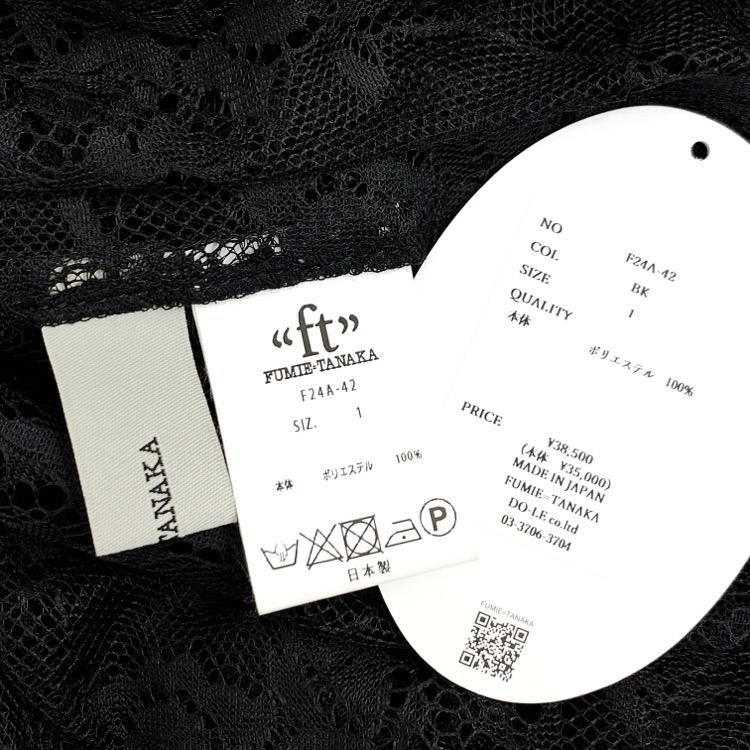 TANAKA
“ft”
FUMIE=TANAKA
F24A-42
SIZ. 1
本体 ポリエステル 100%
P
日本製
NO F24A-42
COL BK
SIZE 1
QUALITY
本体 ポリエステル 100%
PRICE ¥38,500
(本体 ¥35,000)
MADE IN JAPAN
FUMIE=TANAKA
DO-LE co.ltd
03-3706-3704
FUMIE=TANAKA